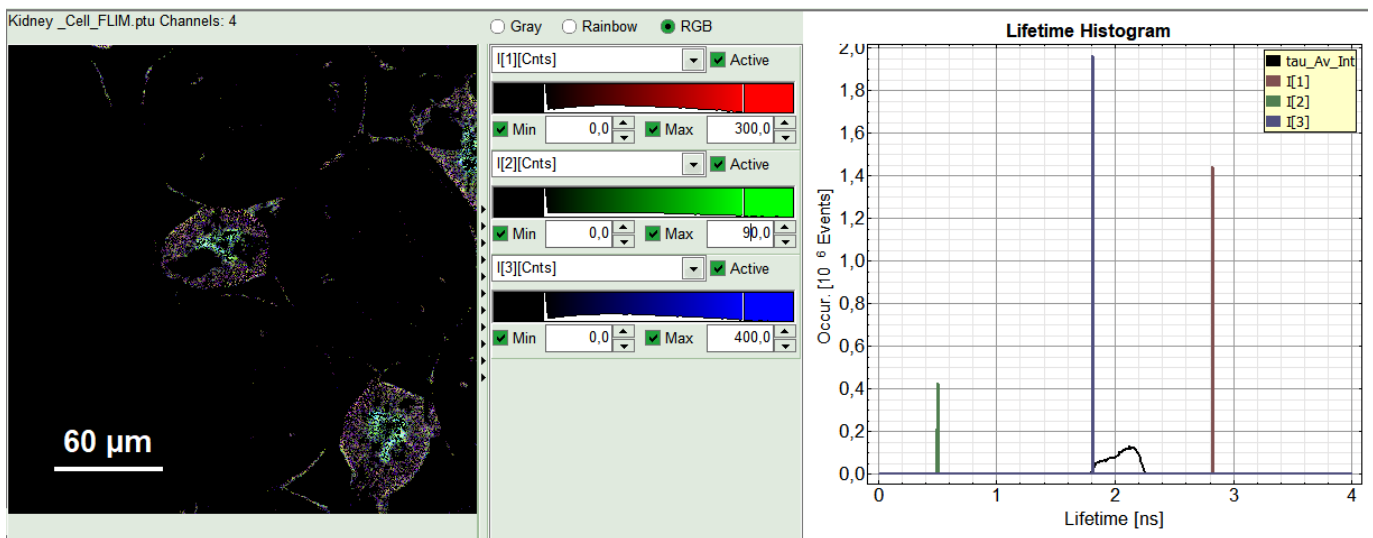 Kidney _Cell_FLIM.ptu Channels: 4
60 µm
Gray Rainbow RGB
I[1][Cnts] Active
Min 0,0 Max 300,0
I[2][Cnts] Active
Min 0,0 Max 90,0
I[3][Cnts] Active
Min 0,0 Max 400,0
Lifetime Histogram
tau_Av_Int
I[1]
I[2]
I[3]
Occur. [10 6 Events]
2,0
1,8
1,6
1,4
1,2
1,0
0,8
0,6
0,4
0,2
0,0
0 1 2 3 4
Lifetime [ns]